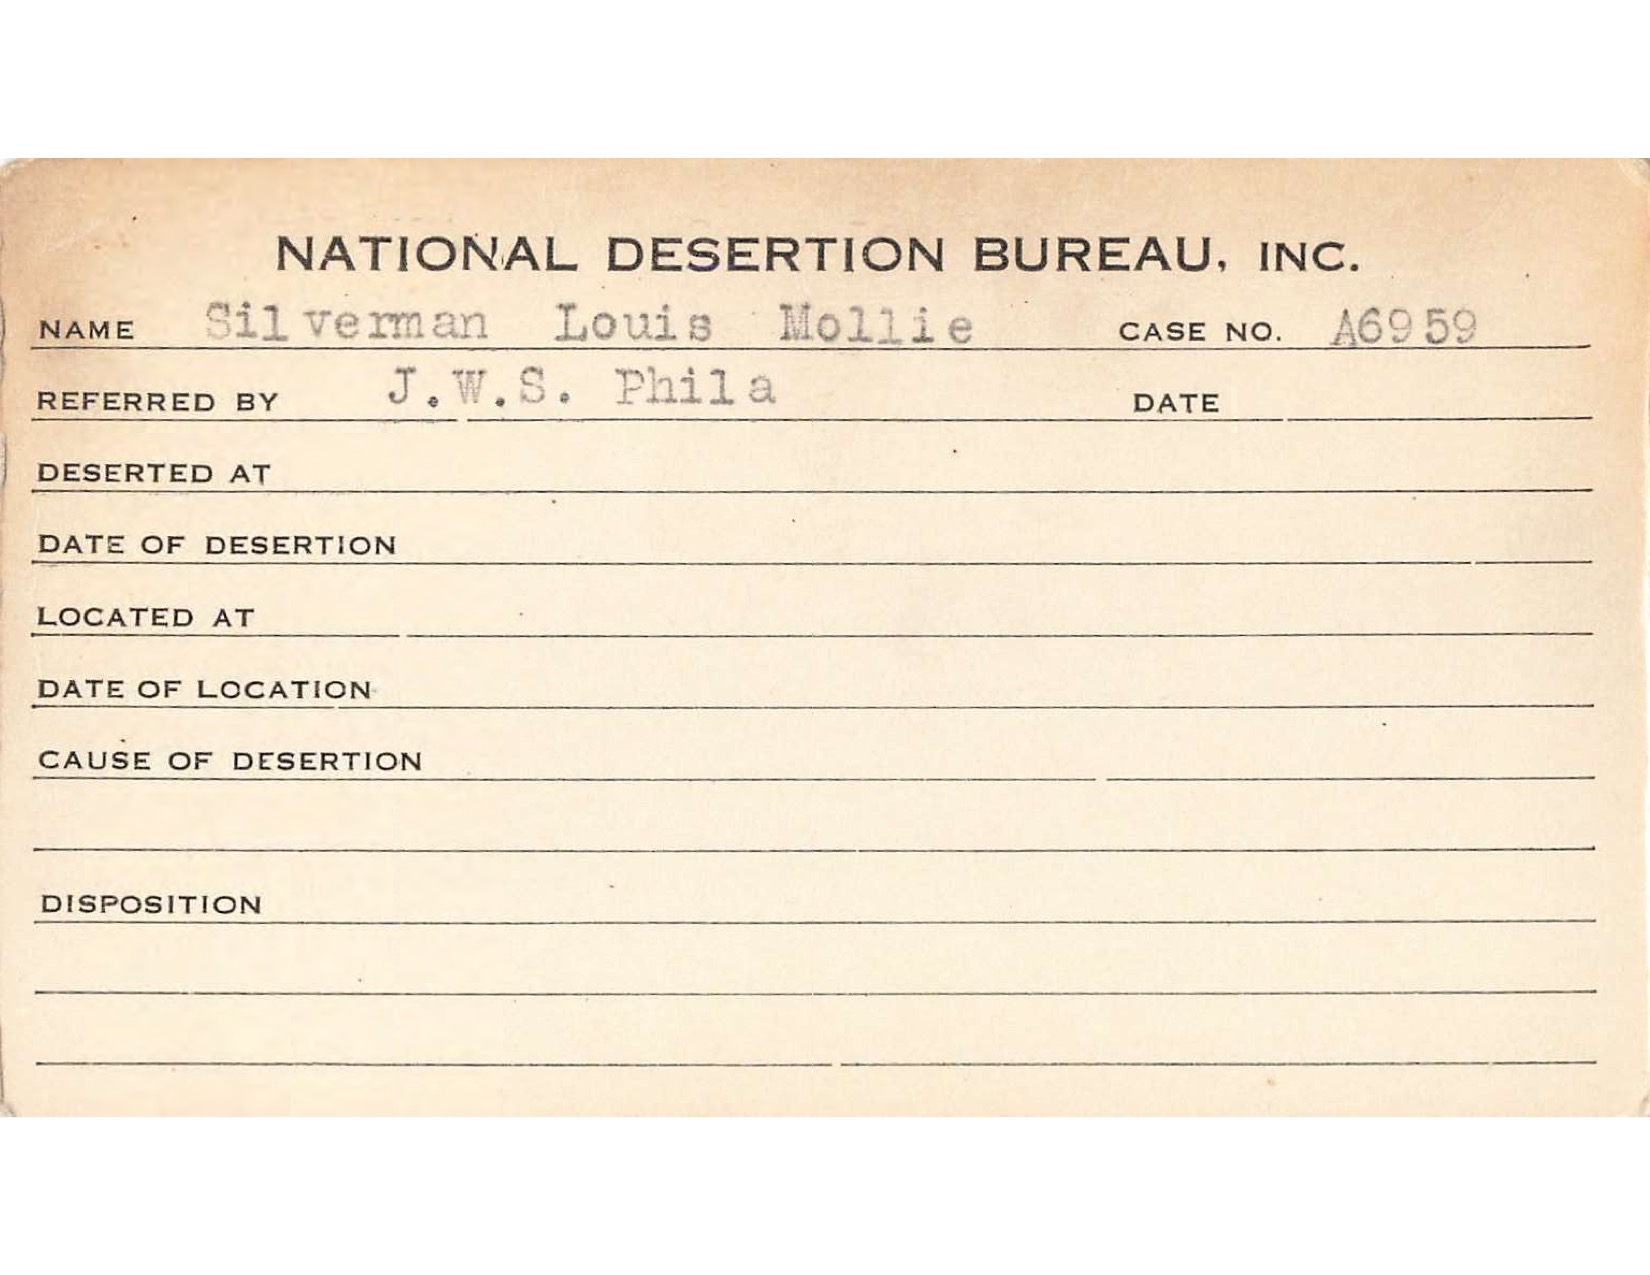 NATIONAL DESERTION BUREAU, INC.
NAME Silverman Louis Mollie CASE NO. A6959
REFERRED BY J.W.S. Phila DATE
DESERTED AT
DATE OF DESERTION
LOCATED AT
DATE OF LOCATION
CAUSE OF DESERTION
DISPOSITION